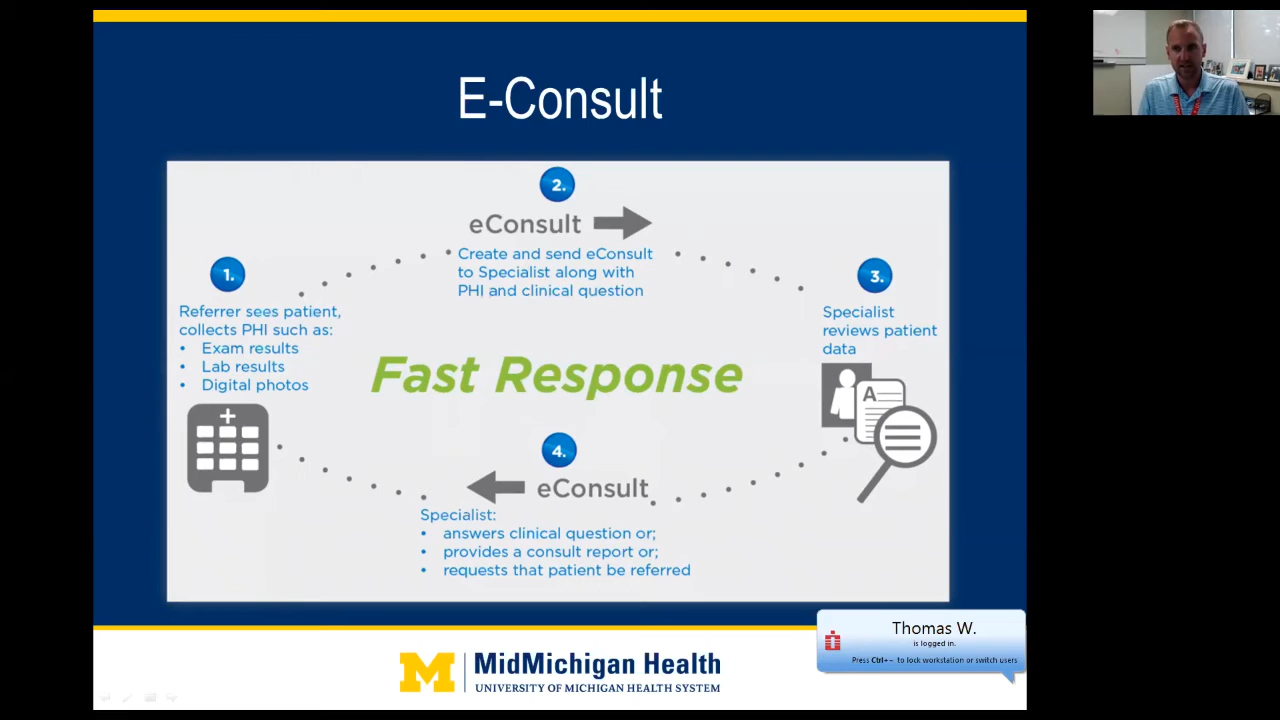 E-Consult
2.
eConsult
Create and send eConsult
to Specialist along with
PHI and clinical question
1.
Referrer sees patient,
collects PHI such as:
• Exam results
• Lab results
• Digital photos
3.
Specialist
reviews patient
data
A
Fast Response
4.
eConsult
Specialist:
• answers clinical question or;
• provides a consult report or;
• requests that patient be referred
Thomas W.
is logged in.
Press Ctrl+~ to lock workstation or switch users
M
MidMichigan Health
UNIVERSITY OF MICHIGAN HEALTH SYSTEM